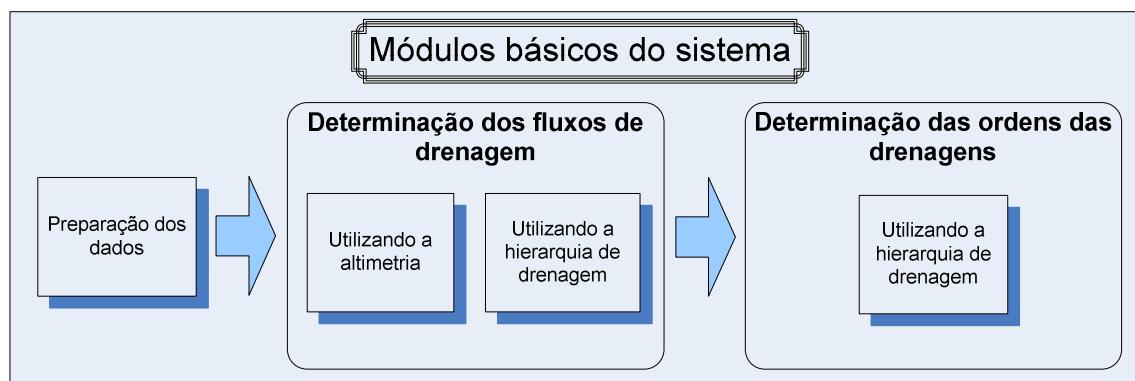 Módulos básicos do sistema
Preparação dos
dados
Determinação dos fluxos de
drenagem
Utilizando a
altimetria
Utilizando a
hierarquia de
drenagem
Determinação das ordens das
drenagens
Utilizando a
hierarquia de
drenagem